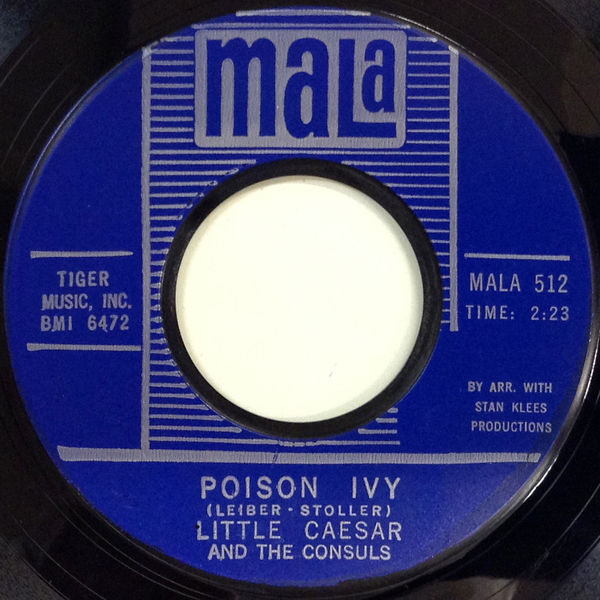 mala
TIGER
MUSIC, INC.
BMI 6472
MALA 512
TIME: 2:23
BY ARR. WITH
STAN KLEES
PRODUCTIONS
POISON IVY
(LEIBER - STOLLER)
LITTLE CAESAR
AND THE CONSULS